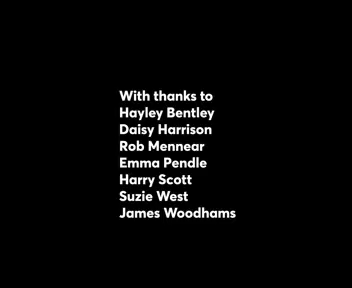 With thanks to
Hayley Bentley
Daisy Harrison
Rob Mennear
Emma Pendle
Harry Scott
Suzie West
James Woodhams